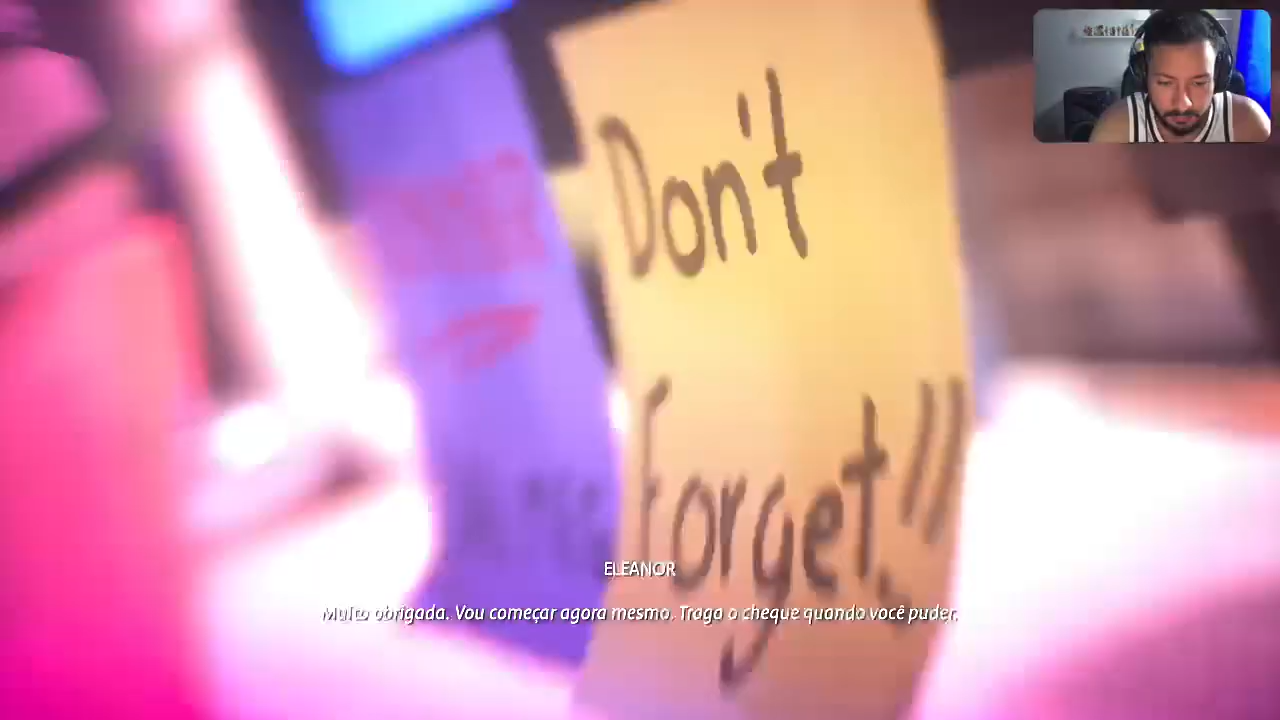 Don't
Forget!!
ELEANOR
Muito obrigada. Vou começar agora mesmo. Traga o cheque quando você puder.